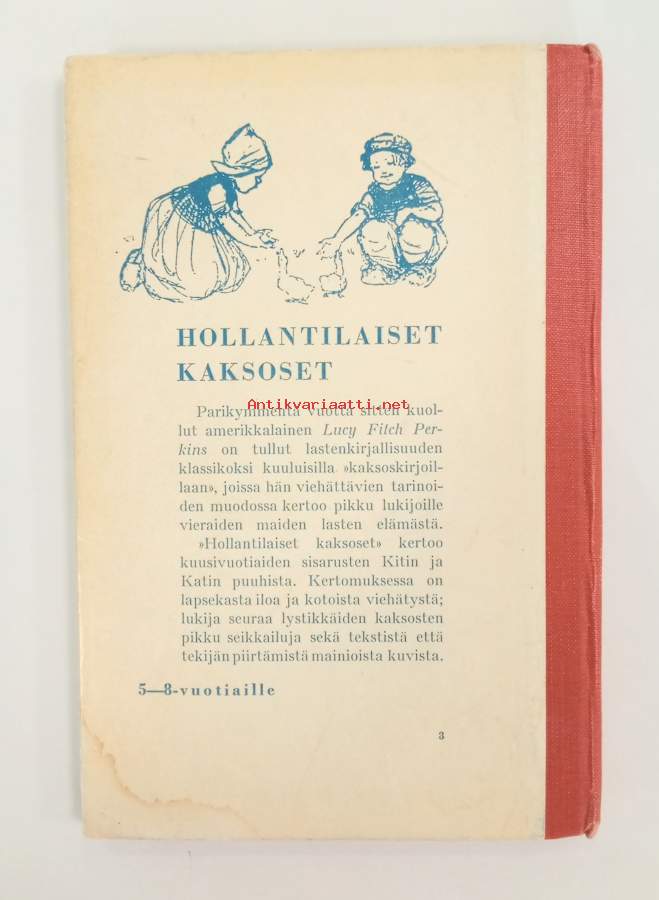 HOLLANTILAISET
KAKSOSET
Antikvariaatti.net
Parikymmentä vuotta sitten kuol-
lut amerikkalainen Lucy Fitch Per-
kins on tullut lastenkirjallisuuden
klassikoksi kuuluisilla »kaksoskirjoil-
laan», joissa hän viehättävien tarinoi-
den muodossa kertoo pikku lukijoille
vieraiden maiden lasten elämästä.
»Hollantilaiset kaksoset» kertoo
kuusivuotiaiden sisarusten Kitin ja
Katin puuhista. Kertomuksessa on
lapsekasta iloa ja kotoista viehätystä;
lukija seuraa lystikkäiden kaksosten
pikku seikkailuja sekä tekstistä että
tekijän piirtämistä mainioista kuvista.
5—8-vuotiaille
3